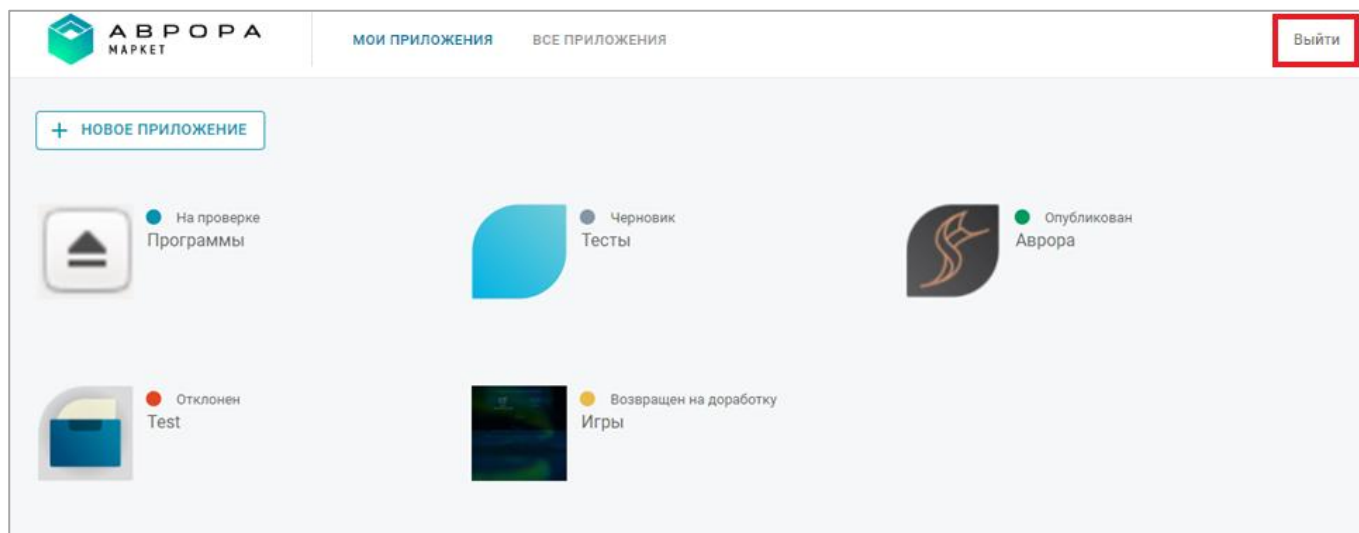 АВРОРА
МАРКЕТ
МОИ ПРИЛОЖЕНИЯ
ВСЕ ПРИЛОЖЕНИЯ
Выйти
+ НОВОЕ ПРИЛОЖЕНИЕ
На проверке
Программы
Черновик
Тесты
Опубликован
Аврора
Отклонен
Test
Возвращен на доработку
Игры